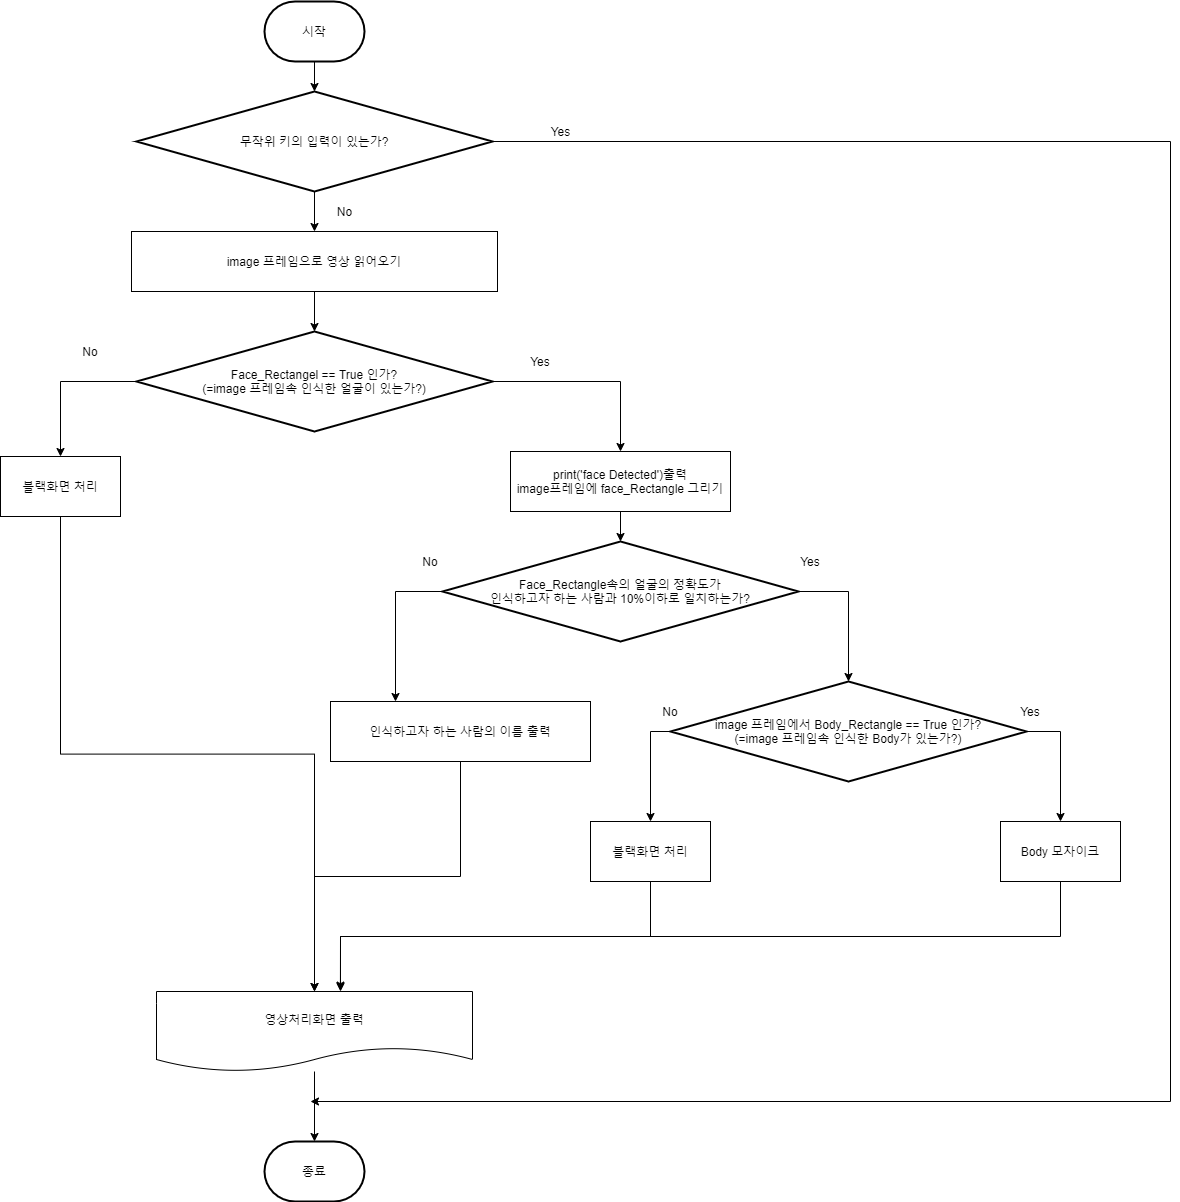 시작
무작위 키의 입력이 있는가?
Yes
No
image 프레임으로 영상 읽어오기
No
Face_Rectangel == True 인가?
(=image 프레임속 인식한 얼굴이 있는가?)
Yes
블랙화면 처리
print('face Detected')출력
image프레임에 face_Rectangle 그리기
No
Face_Rectangle속의 얼굴의 정확도가
인식하고자 하는 사람과 10%이하로 일치하는가?
Yes
인식하고자 하는 사람의 이름 출력
No
image 프레임에서 Body_Rectangle == True 인가?
(=image 프레임속 인식한 Body가 있는가?)
Yes
블랙화면 처리
Body 모자이크
영상처리화면 출력
종료